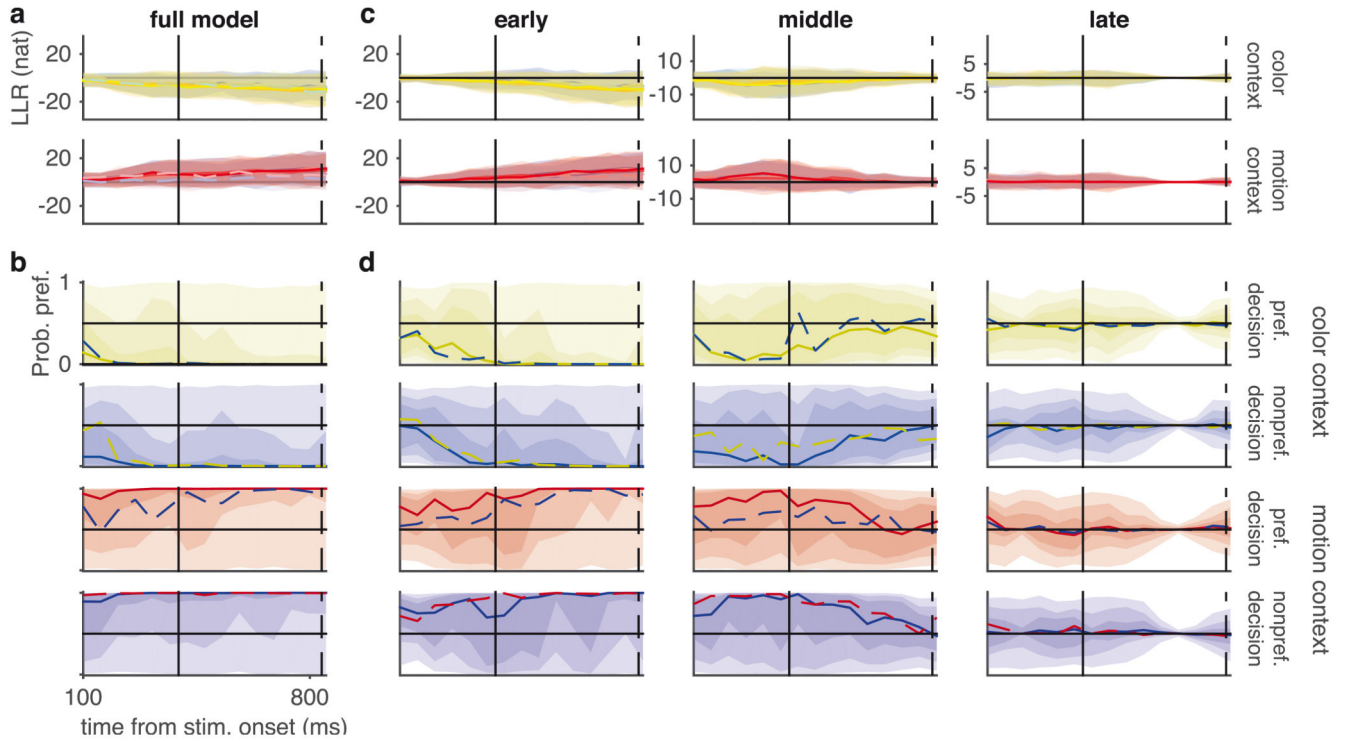 a
full model
c
early
middle
late
LLR (nat)
20
-20
20
-20
10
-10
5
-5
color
context
20
-20
20
-20
10
-10
5
-5
motion
context
b
d
Prob. pref.
1
0
pref.
decision
nonpref.
decision
color context
pref.
decision
nonpref.
decision
motion context
100
800
time from stim. onset (ms)